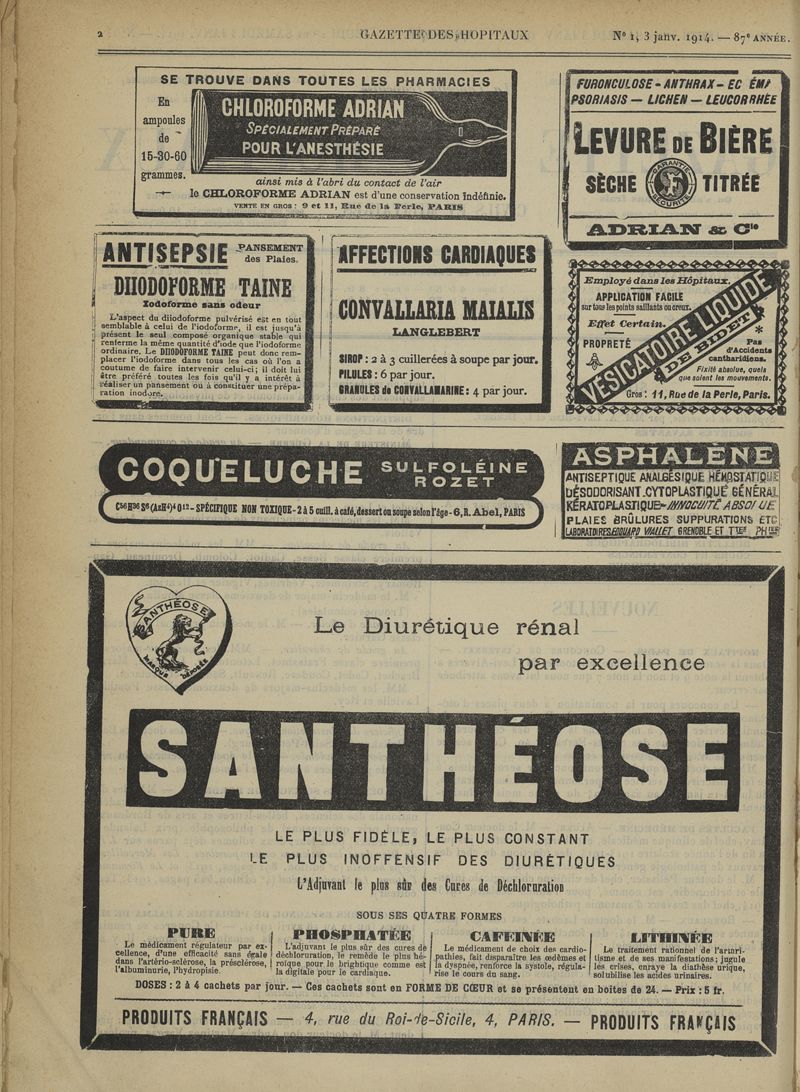 2
GAZETTE DES HOPITAUX
N° 1, 3 janv. 1914. — 87e ANNÉE.
SE TROUVE DANS TOUTES LES PHARMACIES
En
ampoules
de
15-30-60
grammes.
CHLOROFORME ADRIAN
SPÉCIALEMENT PRÉPARÉ
POUR L'ANESTHÉSIE
ainsi mis à l'abri du contact de l'air
le CHLOROFORME ADRIAN est d'une conservation indéfinie.
VENTE EN GROS : 9 et 11, Rue de la Perle, PARIS
FURONCULOSE - ANTHRAX - EC ÉMA
PSORIASIS — LICHEN — LEUCORRHÉE
LEVURE DE BIÈRE
SÈCHE
GARANTIE
SÉCURITÉ
TITRÉE
ADRIAN & Cie
ANTISEPSIE
PANSEMENT
des Plaies.
DIIODOFORME TAINE
Iodoforme sans odeur
L'aspect du diiodoforme pulvérisé est en tout
semblable à celui de l'iodoforme, il est jusqu'à
présent le seul composé organique stable qui
renferme la même quantité d'iode que l'iodoforme
ordinaire. Le DIIODOFORME TAINE peut donc rem-
placer l'iodoforme dans tous les cas où l'on a
coutume de faire intervenir celui-ci; il doit lui
être préféré toutes les fois qu'il y a intérêt à
réaliser un pansement ou à constituer une prépa-
ration inodore.
AFFECTIONS CARDIAQUES
CONVALLARIA MAIALIS
LANGLEBERT
SIROP : 2 à 3 cuillerées à soupe par jour.
PILULES : 6 par jour.
GRANULES de CONVALLAMARINE : 4 par jour.
Employé dans les Hôpitaux.
APPLICATION FACILE
sur tous les points saillants ou creux.
Effet Certain.
PROPRETÉ
VÉSICATOIRE LIQUIDE
DE BIDET
Pas
d'Accidents
cantharidiens.
Fixité absolue, quels
que soient les mouvements.
Gros : 11, Rue de la Perle, Paris.
COQUELUCHE
SULFOLÉINE
ROZET
SPÉCIFIQUE NON TOXIQUE - 2 à 5 cuill. à café, dessert ou soupe selon l'âge - 6, R. Abel, PARIS
ASPHALÈNE
ANTISEPTIQUE ANALGÉSIQUE HÉMOSTATIQUE
DÉSODORISANT CYTOPLASTIQUE GÉNÉRAL
KÉRATOPLASTIQUE - INNOCUITÉ ABSOLUE
PLAIES BRÛLURES SUPPURATIONS ETC
LABORATOIRES EDOUARD VIALLET GRENOBLE ET Ttes PHies
SANTHÉOSE
MARQUE DÉPOSÉE
Le Diurétique rénal
par excellence
SANTHÉOSE
LE PLUS FIDÈLE, LE PLUS CONSTANT
LE PLUS INOFFENSIF DES DIURÉTIQUES
L'Adjuvant le plus sûr des Cures de Déchloruration
SOUS SES QUATRE FORMES
PURE
Le médicament régulateur par ex-
cellence, d'une efficacité sans égale
dans l'artério-sclérose, la présclérose,
l'albuminurie, l'hydropisie.
PHOSPHATÉE
L'adjuvant le plus sûr des cures de
déchloruration, le remède le plus hé-
roïque pour le brightique comme est
la digitale pour le cardiaque.
CAFEINÉE
Le médicament de choix des cardio-
pathies, fait disparaître les œdèmes et
la dyspnée, renforce la systole, régula-
rise le cours du sang.
LITHINÉE
Le traitement rationnel de l'arthri-
tisme et de ses manifestations; jugule
les crises, enraye la diathèse urique,
solubilise les acides urinaires.
DOSES : 2 à 4 cachets par jour. — Ces cachets sont en FORME DE CŒUR et se présentent en boîtes de 24. — Prix : 5 fr.
PRODUITS FRANÇAIS — 4, rue du Roi-de-Sicile, 4, PARIS. — PRODUITS FRANÇAIS